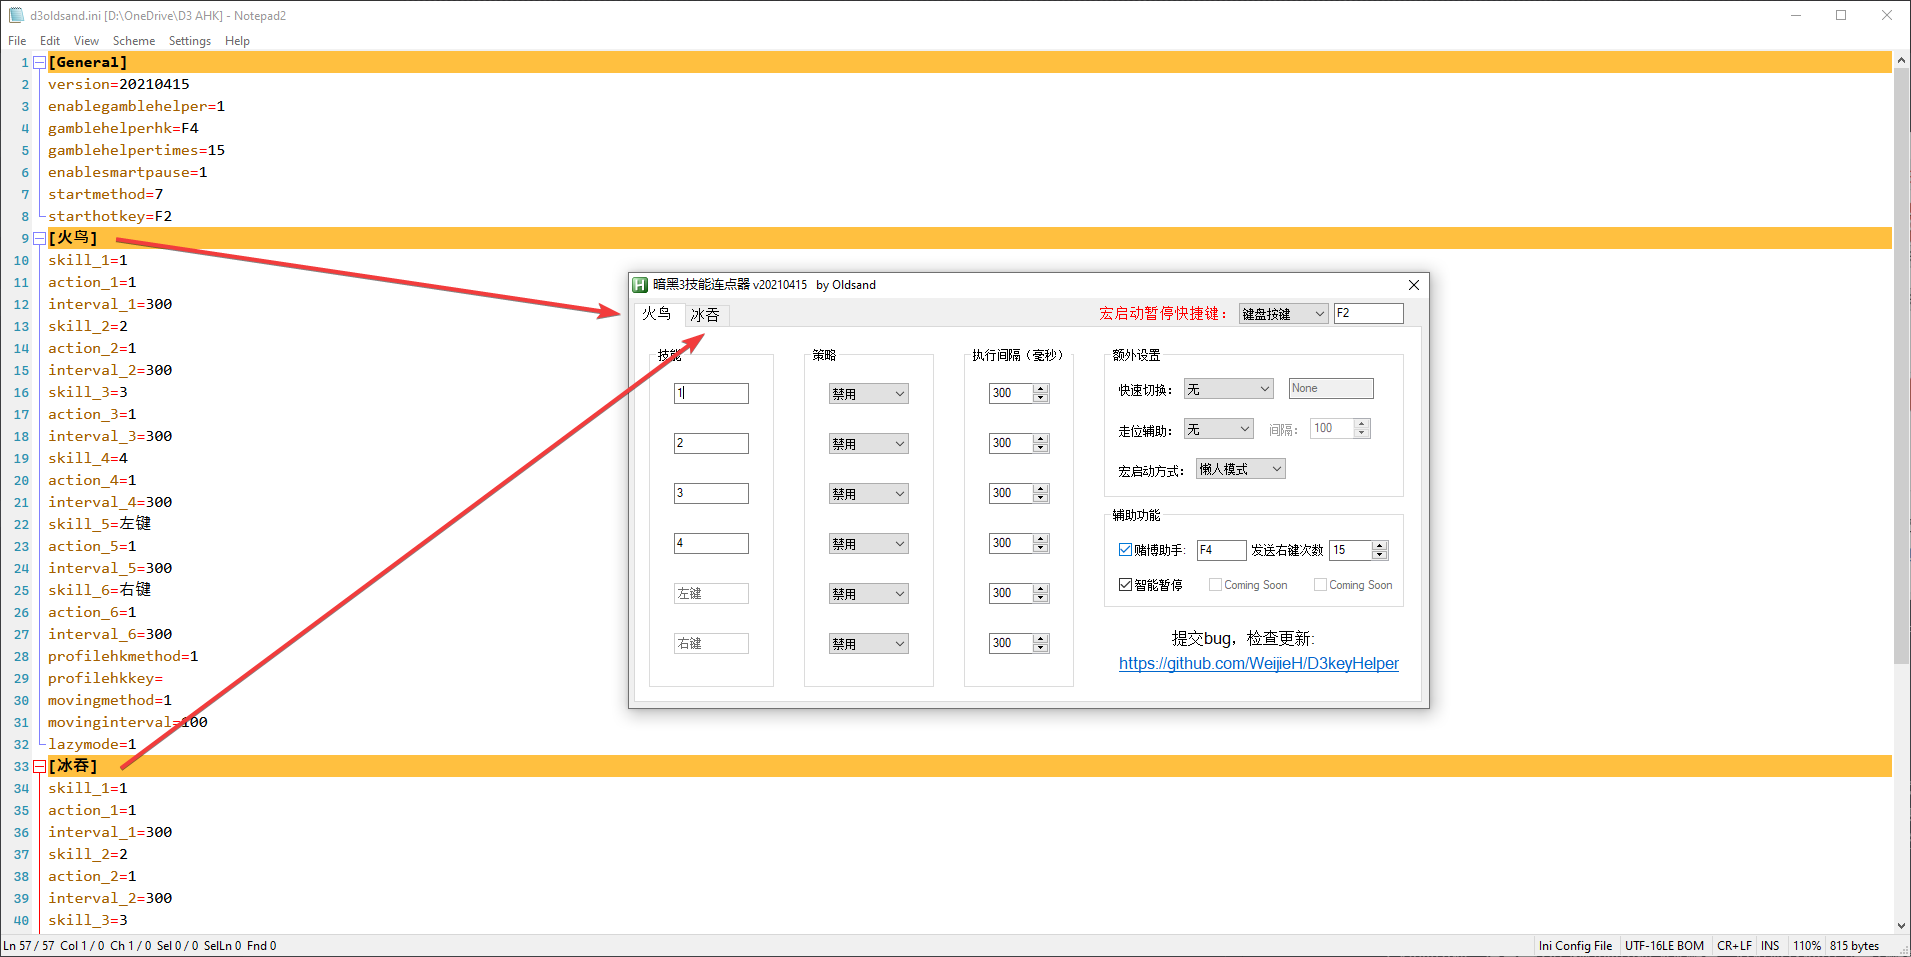 d3oldsand.ini [D:\OneDrive\D3 AHK] - Notepad2
File Edit View Scheme Settings Help
1 [General]
2 version=20210415
3 enablegamblehelper=1
4 gamblehelperhk=F4
5 gamblehelpertimes=15
6 enablesmartpause=1
7 startmethod=7
8 starthotkey=F2
9 [火鸟]
10 skill_1=1
11 action_1=1
12 interval_1=300
13 skill_2=2
14 action_2=1
15 interval_2=300
16 skill_3=3
17 action_3=1
18 interval_3=300
19 skill_4=4
20 action_4=1
21 interval_4=300
22 skill_5=左键
23 action_5=1
24 interval_5=300
25 skill_6=右键
26 action_6=1
27 interval_6=300
28 profilehkmethod=1
29 profilehkkey=
30 movingmethod=1
31 movinginterval=100
32 lazymode=1
33 [冰吞]
34 skill_1=1
35 action_1=1
36 interval_1=300
37 skill_2=2
38 action_2=1
39 interval_2=300
40 skill_3=3
暗黑3技能连点器 v20210415 by Oldsand
火鸟 冰吞 宏启动暂停快捷键： 键盘按键 F2
技能 策略 执行间隔（毫秒） 额外设置
1 禁用 300 快速切换： 无 None
2 禁用 300 走位辅助： 无 间隔： 100
3 禁用 300 宏启动方式： 懒人模式
辅助功能
4 禁用 300 赌博助手: F4 发送右键次数 15
左键 禁用 300 智能暂停 Coming Soon Coming Soon
右键 禁用 300 提交bug，检查更新:
https://github.com/WeijieH/D3keyHelper
Ln 57 / 57 Col 1 / 0 Ch 1 / 0 Sel 0 / 0 SelLn 0 Fnd 0 Ini Config File UTF-16LE BOM CR+LF INS 110% 815 bytes